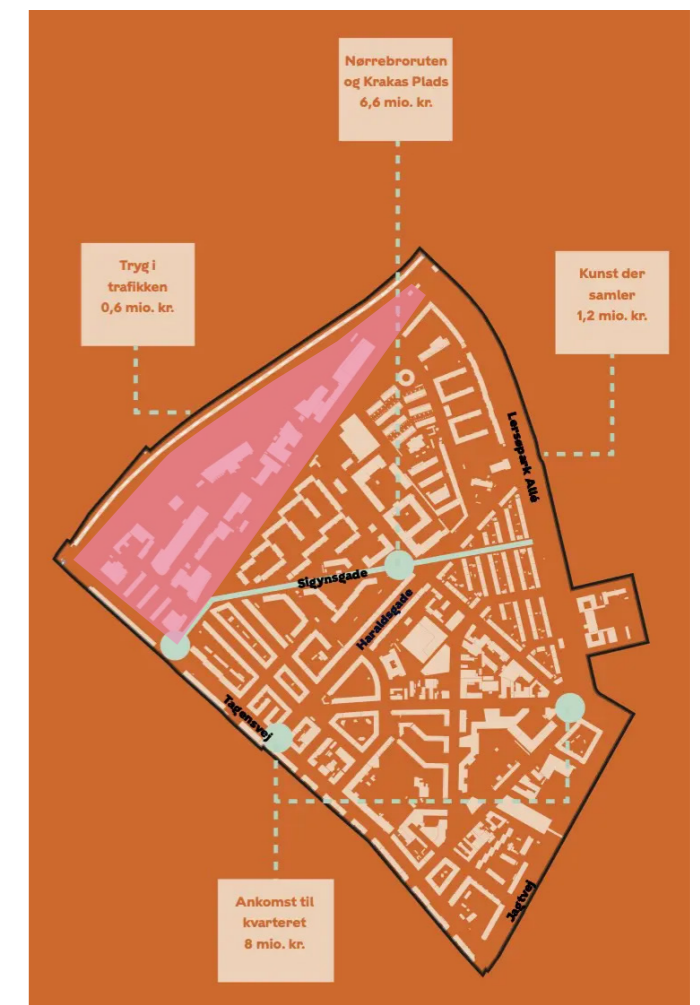 Nørrebroruten
og Krakas Plads
6,6 mio. kr.
Tryg i
trafikken
0,6 mio. kr.
Kunst der
samler
1,2 mio. kr.
Lersøpark Allé
Sigynsgade
Haraldsgade
Tagensvej
Jagtvej
Ankomst til
kvarteret
8 mio. kr.